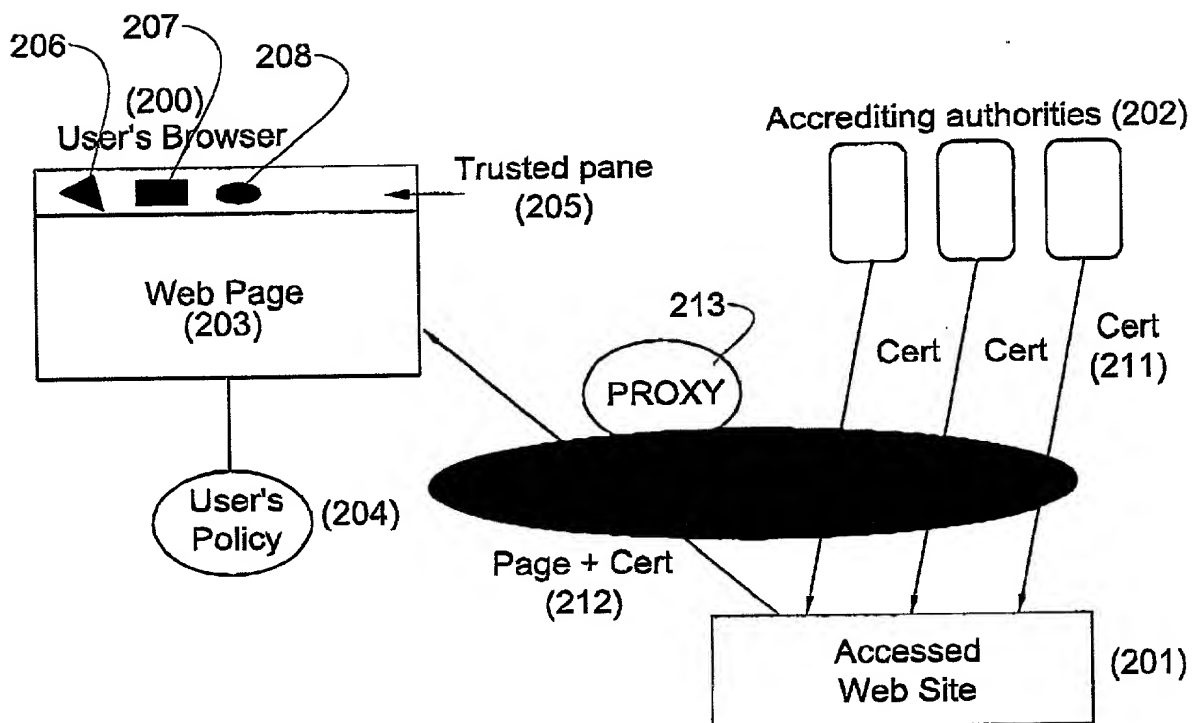 206
207
208
(200)
User's Browser
Trusted pane
(205)
Web Page
(203)
User's
Policy
(204)
Accrediting authorities (202)
213
PROXY
Cert
Cert
Cert
(211)
Page + Cert
(212)
Accessed
Web Site
(201)